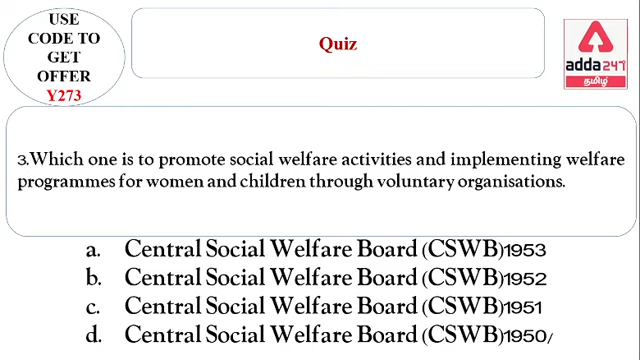 USE
CODE TO
GET
OFFER
Y273
Quiz
adda247
தமிழ்
3.Which one is to promote social welfare activities and implementing welfare
programmes for women and children through voluntary organisations.
a. Central Social Welfare Board (CSWB)1953
b. Central Social Welfare Board (CSWB)1952
c. Central Social Welfare Board (CSWB)1951
d. Central Social Welfare Board (CSWB)1950/